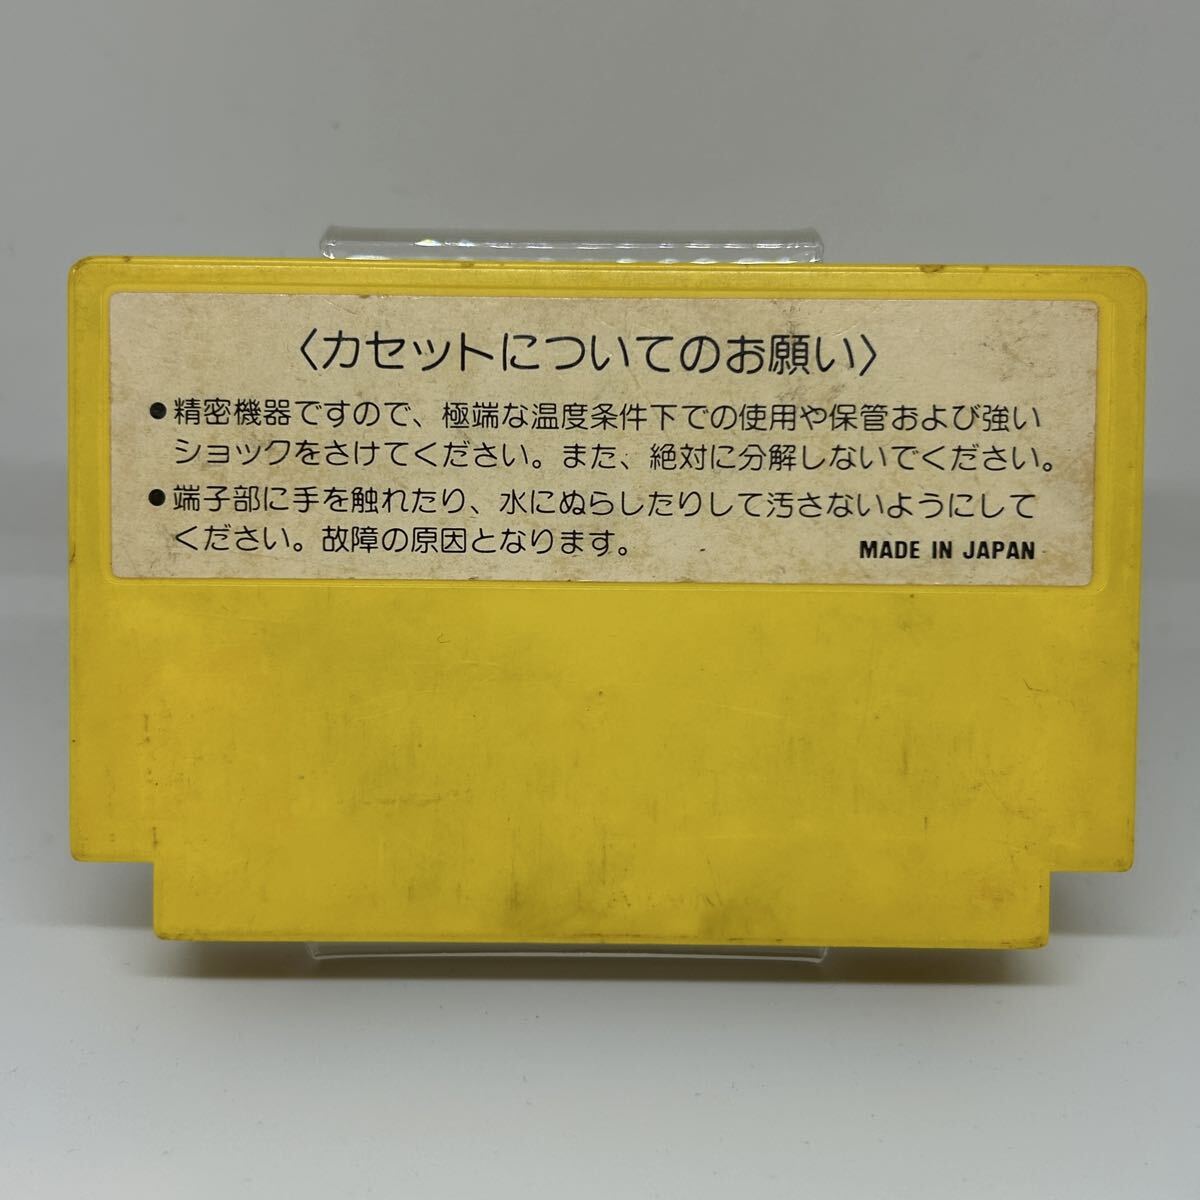 〈カセットについてのお願い〉
●精密機器ですので、極端な温度条件下での使用や保管および強い
ショックをさけてください。また、絶対に分解しないでください。
●端子部に手を触れたり、水にぬらしたりして汚さないようにして
ください。故障の原因となります。
MADE IN JAPAN